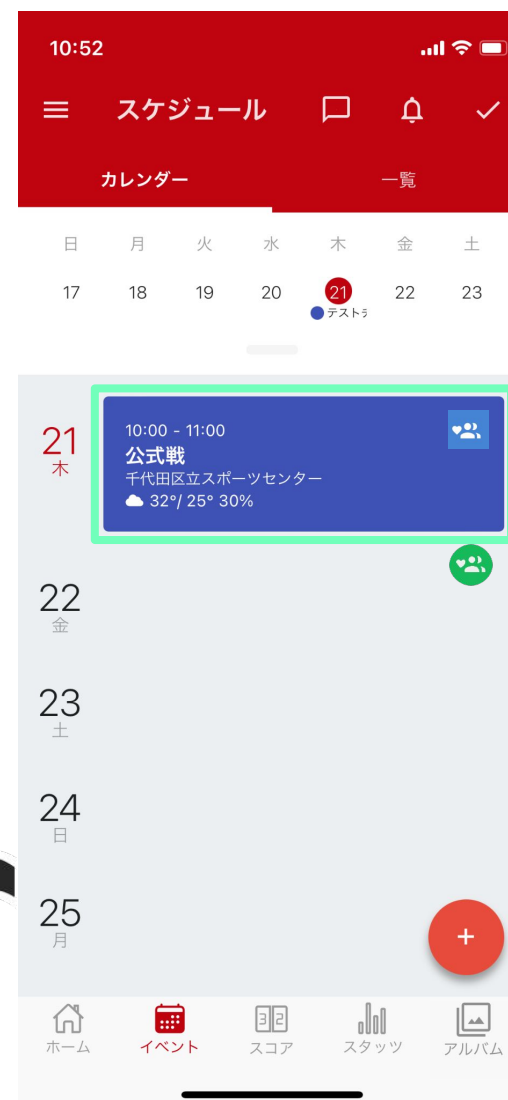 10:52
スケジュール
カレンダー 一覧
日 月 火 水 木 金 土
17 18 19 20 21 22 23
テストテ
21
木
10:00 - 11:00
公式戦
千代田区立スポーツセンター
32°/ 25° 30%
22
金
23
土
24
日
25
月
+
ホーム イベント スコア スタッツ アルバム